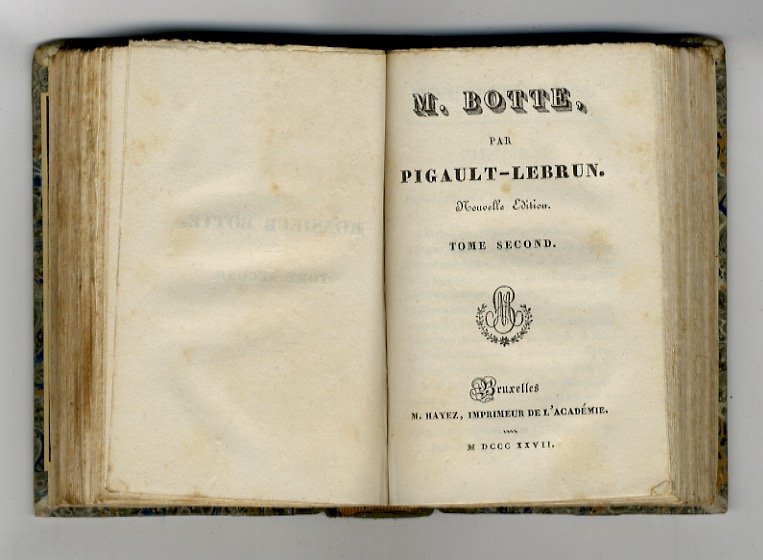 M. BOTTE,
PAR
PIGAULT-LEBRUN.
Nouvelle Edition.
TOME SECOND.
Bruxelles
M. HAYEZ, IMPRIMEUR DE L'ACADÉMIE.
M DCCC XXVII.